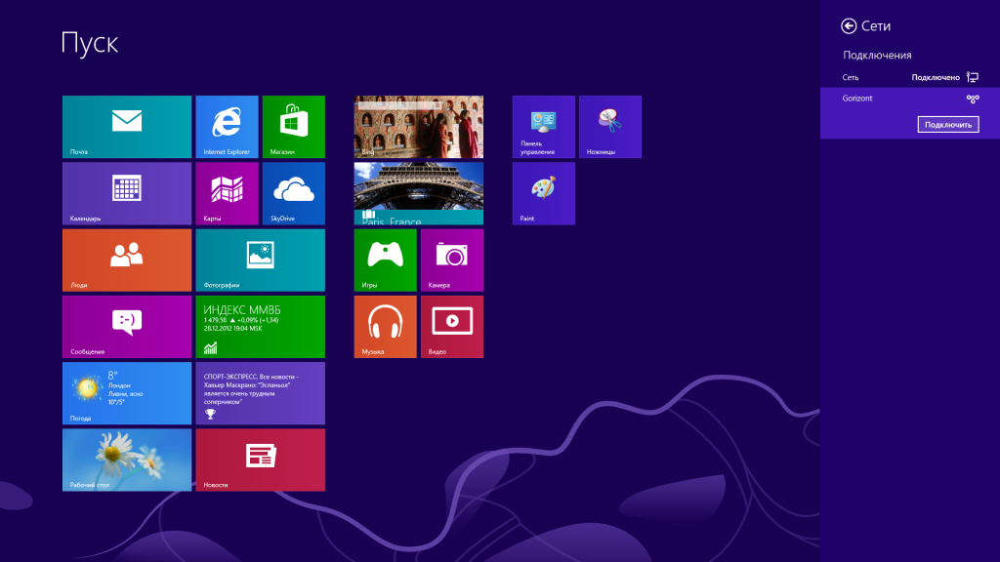 Пуск
Почта
Internet Explorer
Магазин
Календарь
Карты
SkyDrive
Люди
Фотографии
Сообщения
:-)
ИНДЕКС ММВБ
1 479,58 ▲ +0,09% (+1,34)
28.12.2012 19:04 MSK
8°
Лондон
Ливни, ясно
10°/5°
Погода
СПОРТ-ЭКСПРЕСС. Все новости -
Хавьер Маскрано: "Эспаньол"
является очень трудным
соперником"
Рабочий стол
Новости
Bing
Paris, France
Игры
Камера
Музыка
Видео
Панель
управления
Ножницы
Paint
Сети
Подключения
Сеть
Подключено
Gorizont
Подключить